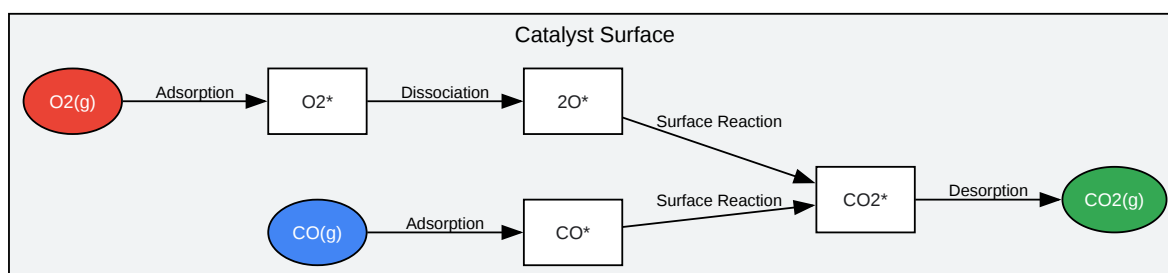 Catalyst Surface
O2(g)
Adsorption
O2*
Dissociation
2O*
Surface Reaction
CO(g)
Adsorption
CO*
Surface Reaction
CO2*
Desorption
CO2(g)